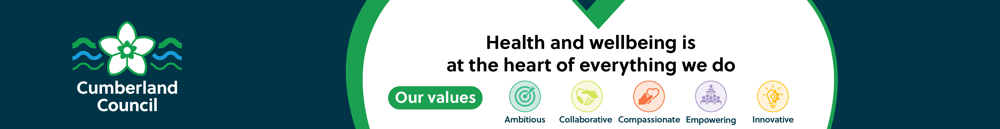 Cumberland
Council
Health and wellbeing is
at the heart of everything we do
Our values
Ambitious
Collaborative
Compassionate
Empowering
Innovative